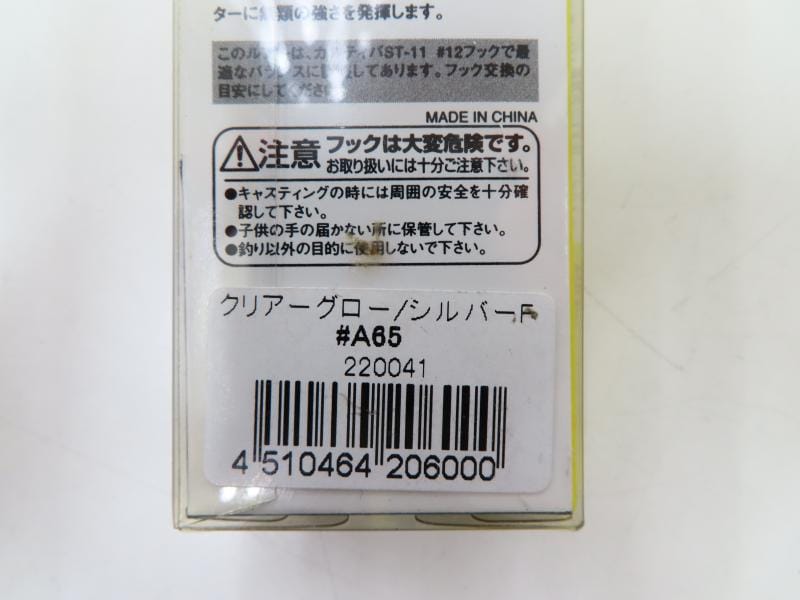 ターに無類の強さを発揮します。
このルアーは、カルティバST-11 #12フックで最
適なバランスに設定してあります。フック交換の
目安にしてください。
MADE IN CHINA
注意 フックは大変危険です。
お取り扱いには十分ご注意下さい。
●キャスティングの時には周囲の安全を十分確
認して下さい。
●子供の手の届かない所に保管して下さい。
●釣り以外の目的に使用しないで下さい。
クリアーグロー/シルバーF
#A65
220041
4 510464 206000